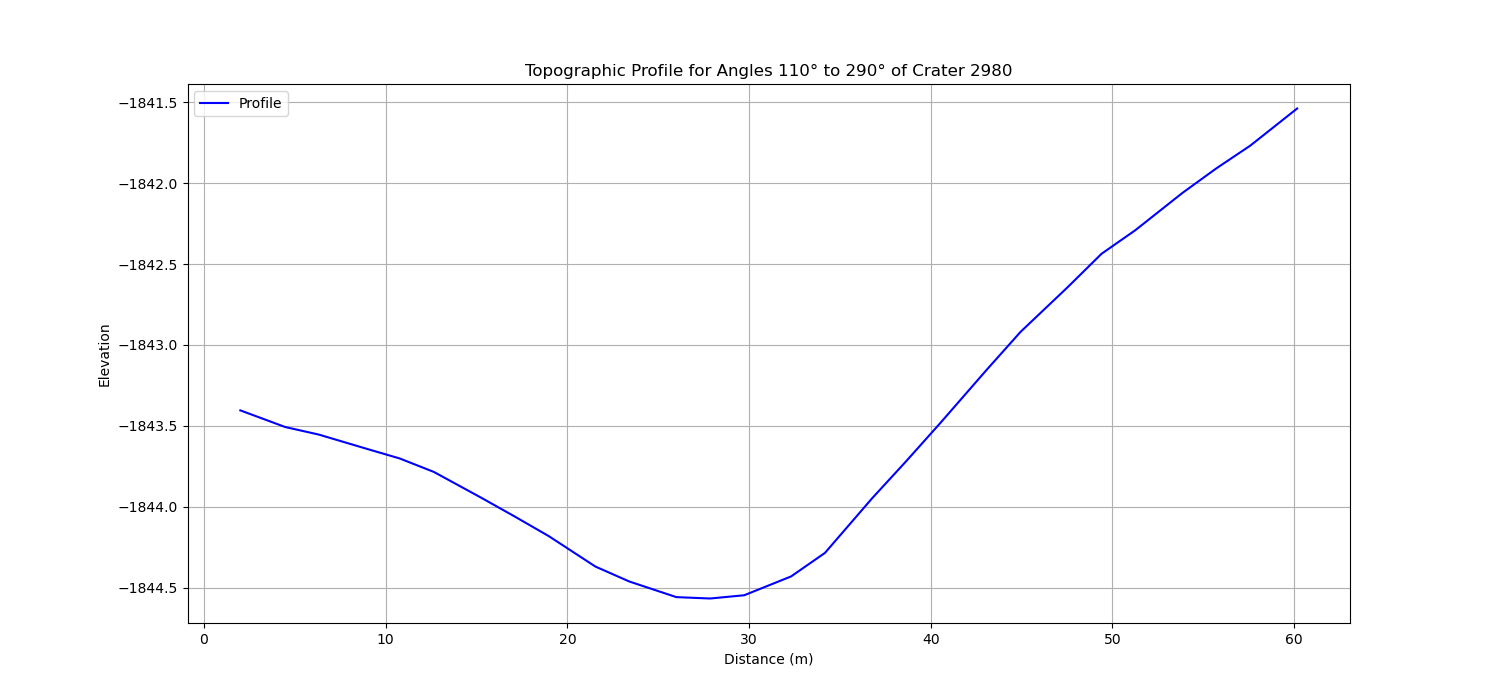 Topographic Profile for Angles 110° to 290° of Crater 2980
Profile
−1841.5
−1842.0
−1842.5
−1843.0
−1843.5
−1844.0
−1844.5
Elevation
0 10 20 30 40 50 60
Distance (m)